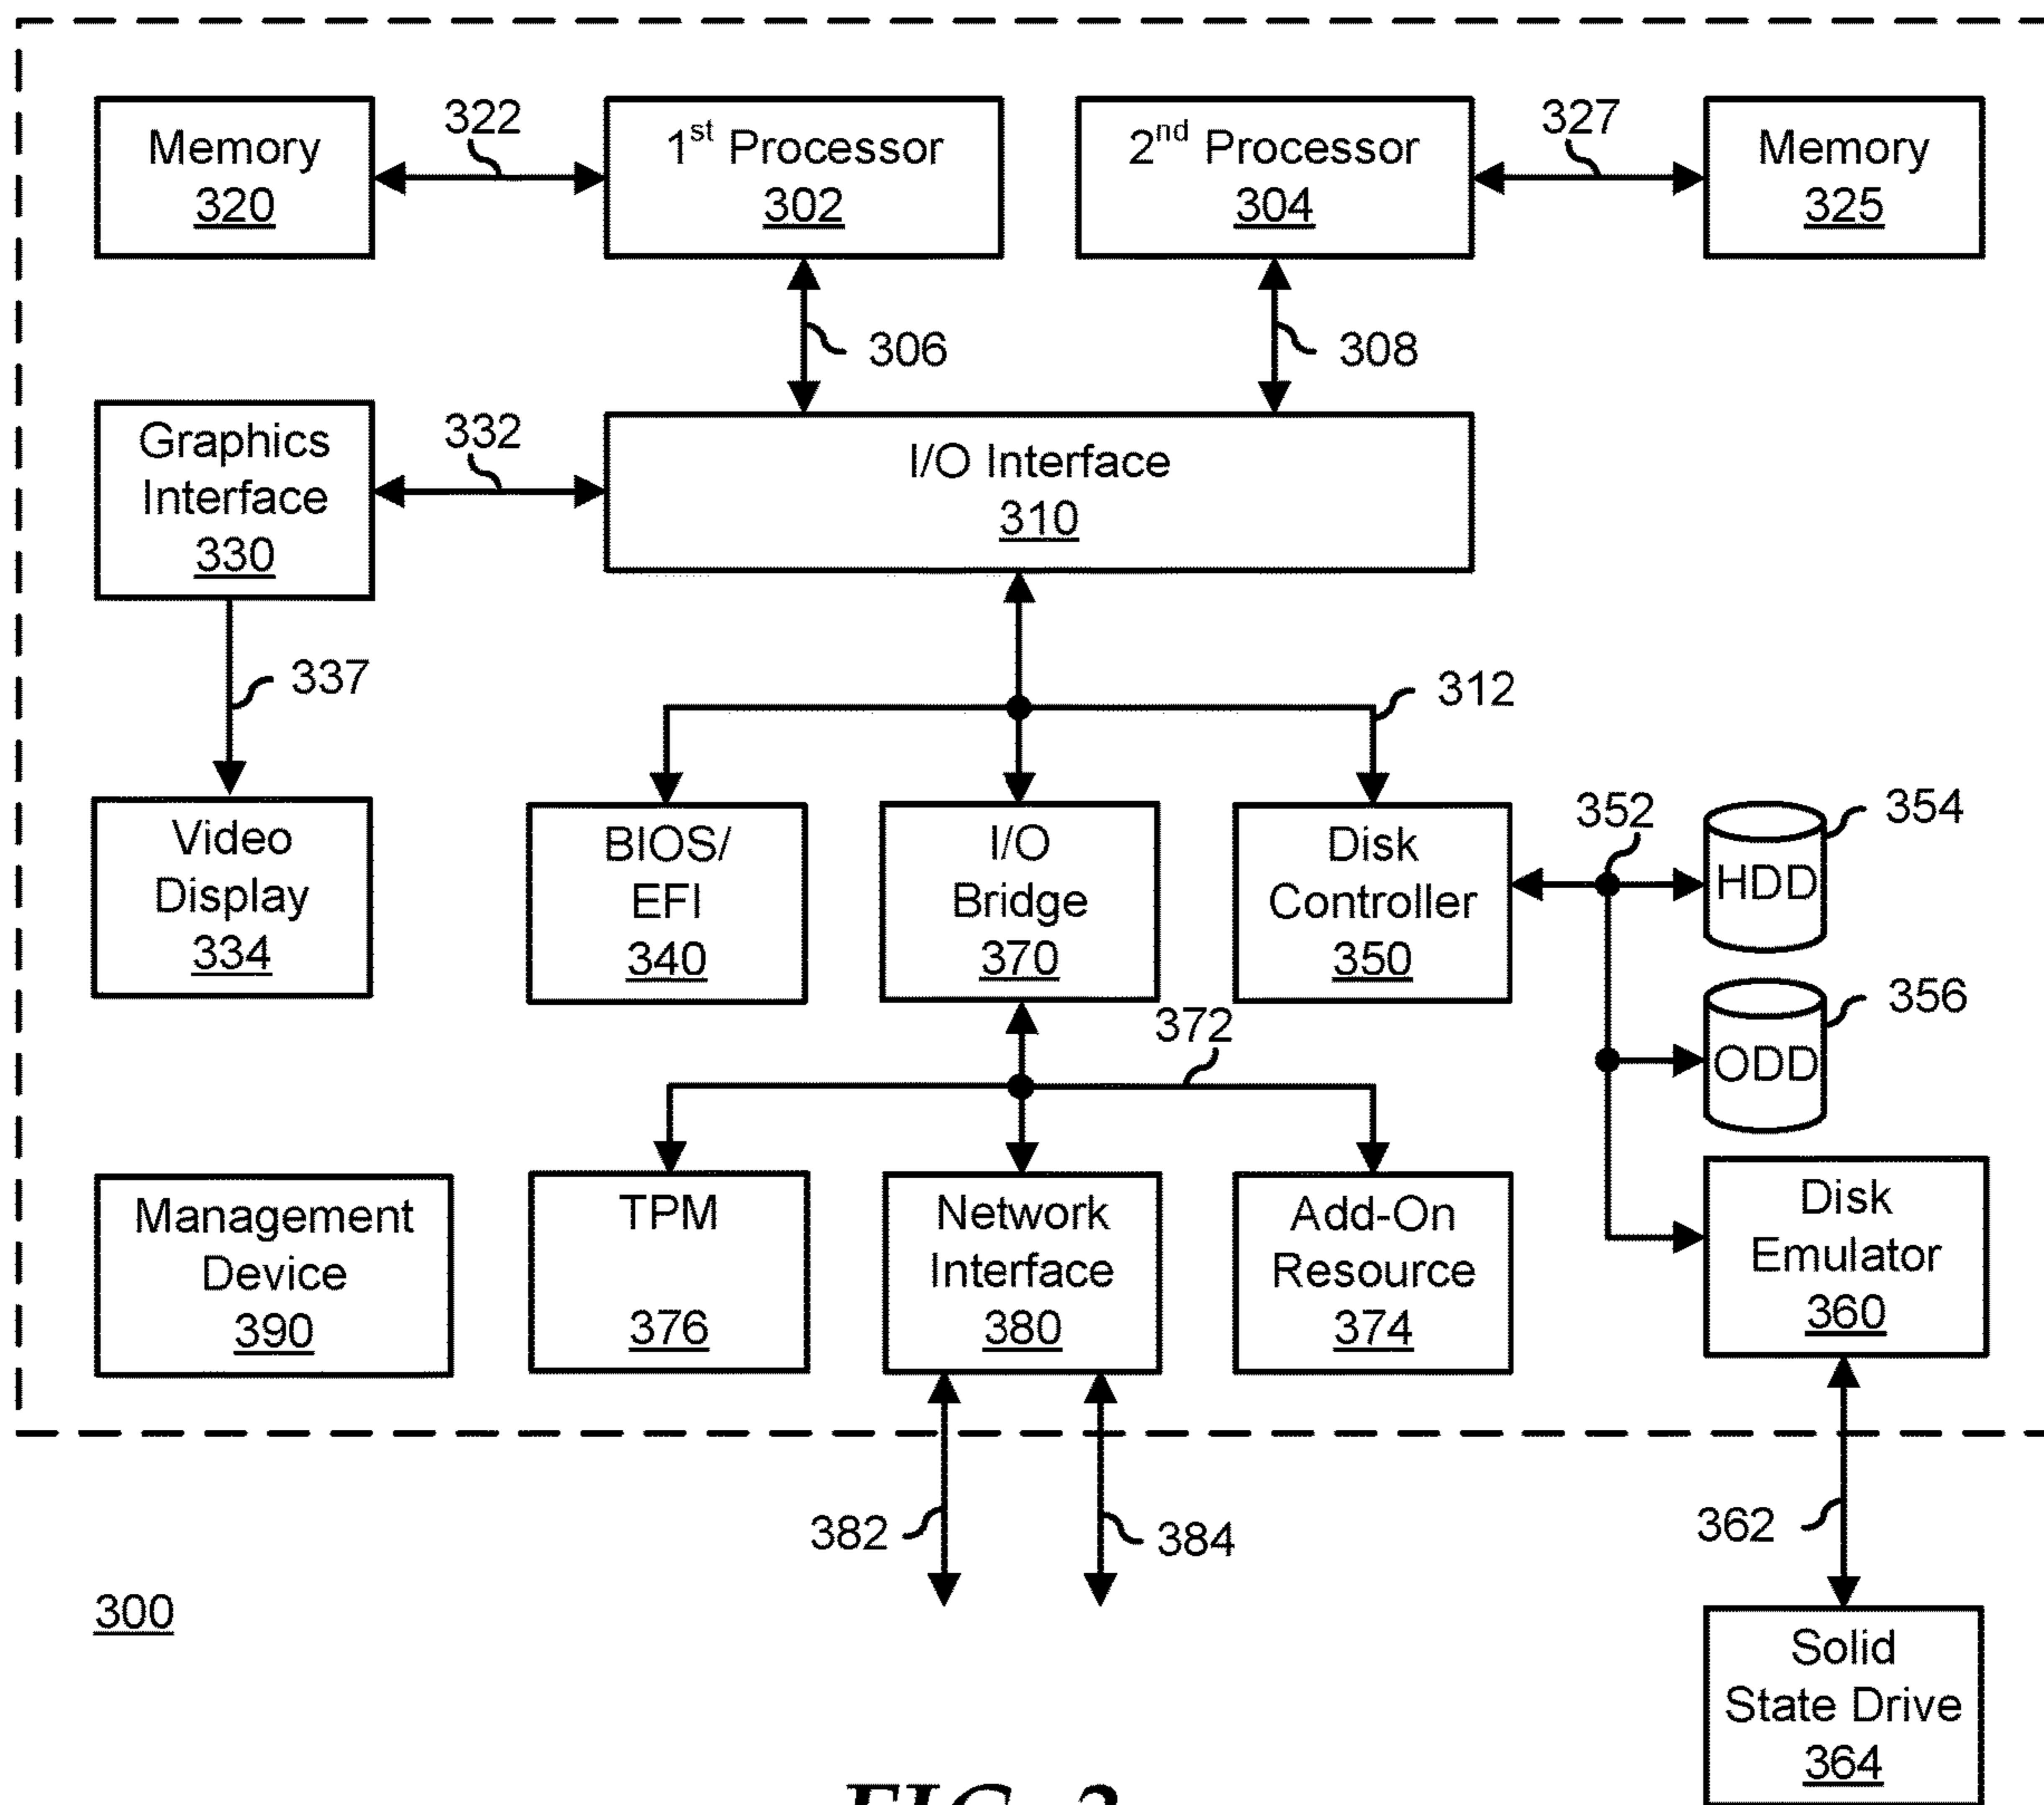 Memory
320
322
1st Processor
302
2nd Processor
304
327
Memory
325
306
308
Graphics
Interface
330
332
I/O Interface
310
337
312
Video
Display
334
BIOS/
EFI
340
I/O
Bridge
370
Disk
Controller
350
352
HDD
354
ODD
356
372
Management
Device
390
TPM
376
Network
Interface
380
Add-On
Resource
374
Disk
Emulator
360
382
384
362
300
Solid
State Drive
364
FIG.